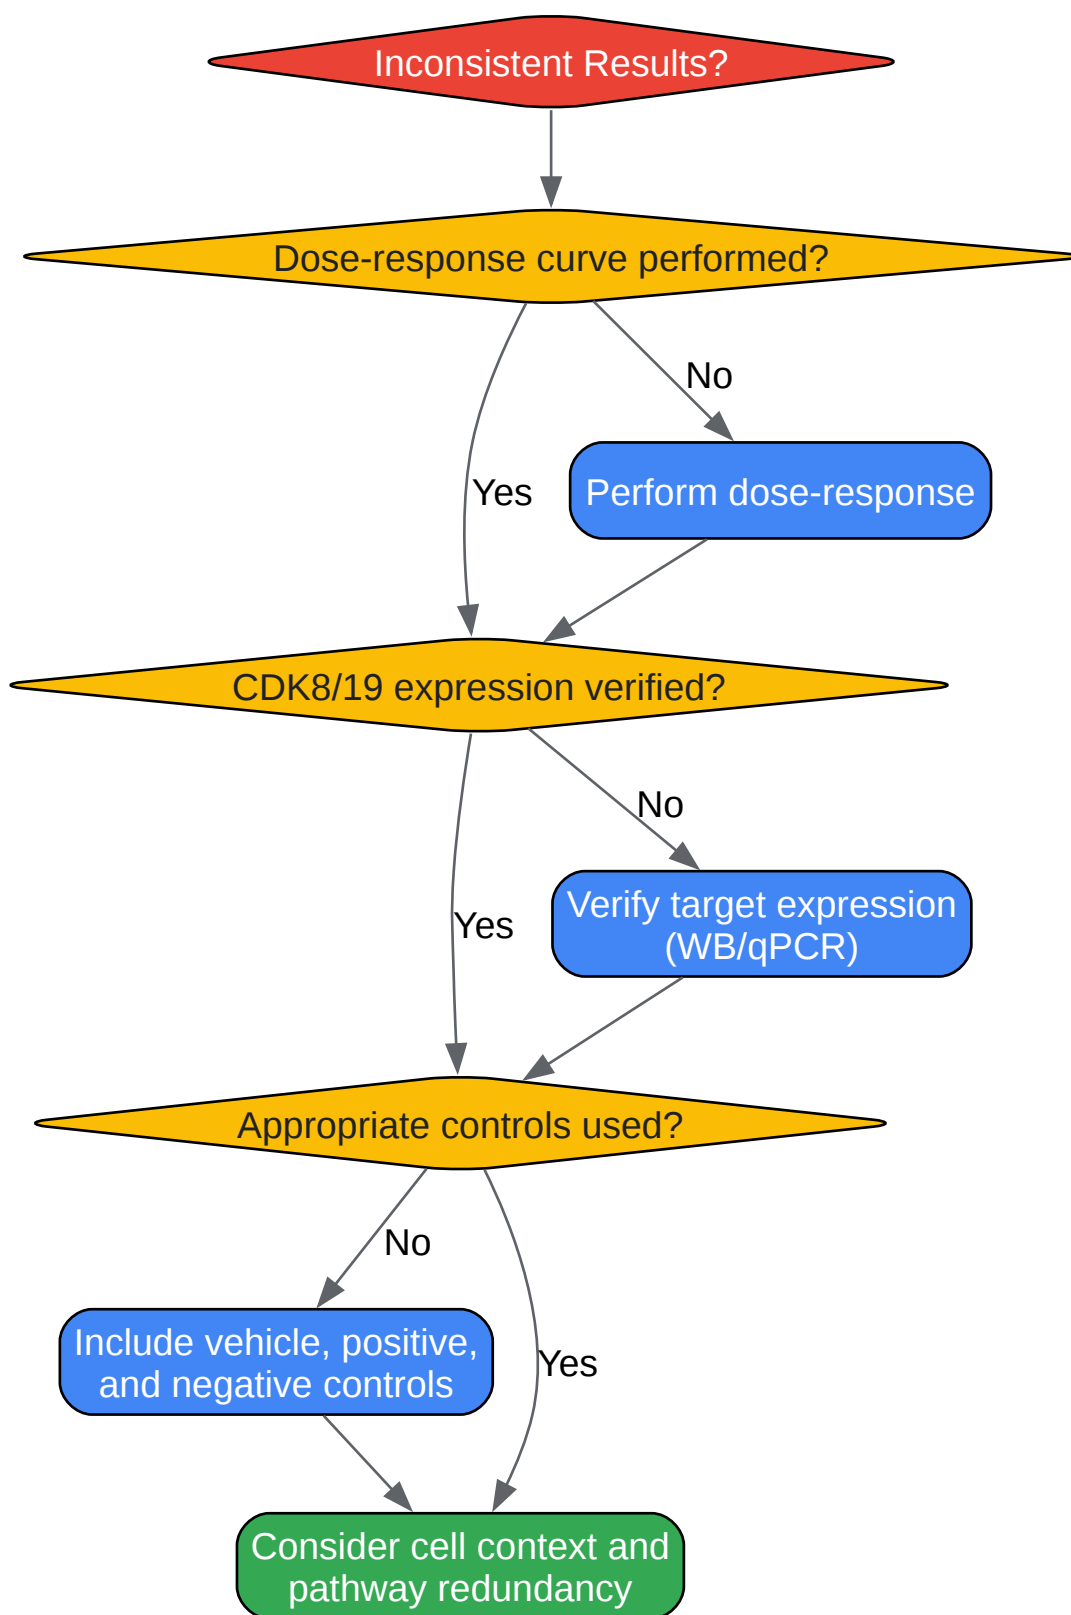 Inconsistent Results?
Dose-response curve performed?
No
Yes
Perform dose-response
CDK8/19 expression verified?
No
Yes
Verify target expression
(WB/qPCR)
Appropriate controls used?
No
Include vehicle, positive,
and negative controls
Yes
Consider cell context and
pathway redundancy